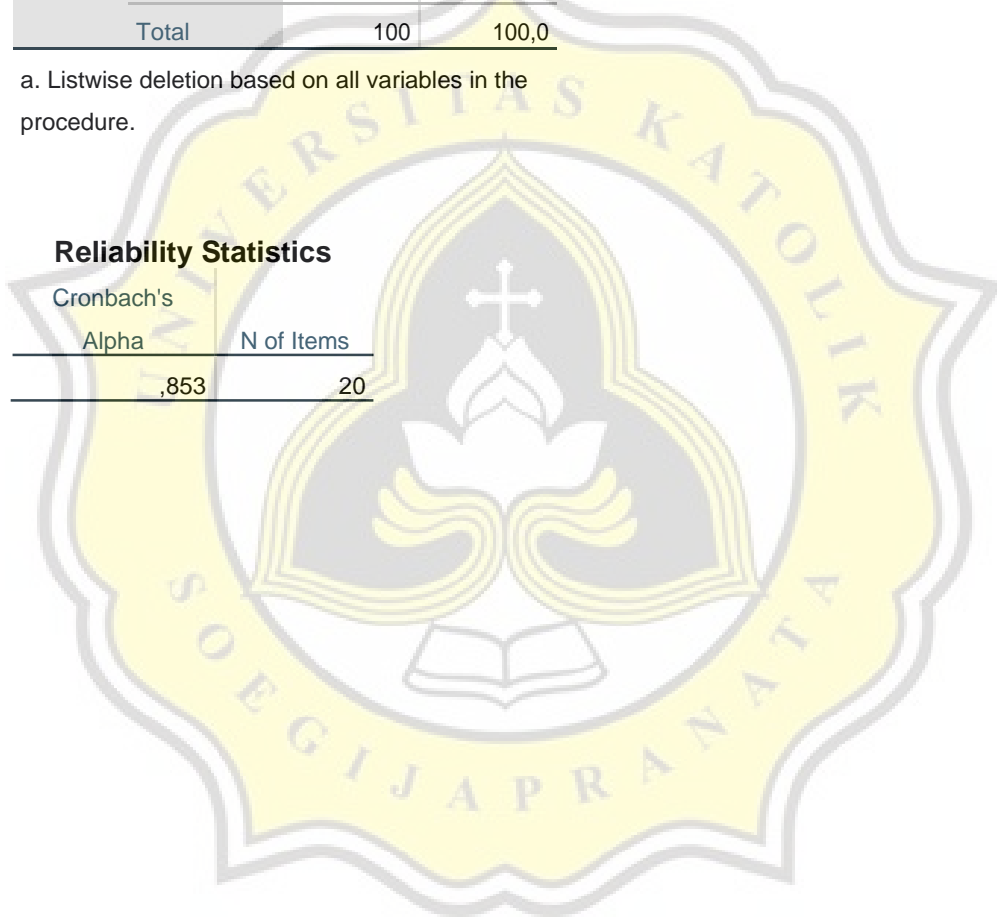 Total 100 100,0
a. Listwise deletion based on all variables in the
procedure.
Reliability Statistics
Cronbach's
Alpha N of Items
,853 20
UNIVERSITAS KATOLIK
SOEGIJAPRANATA